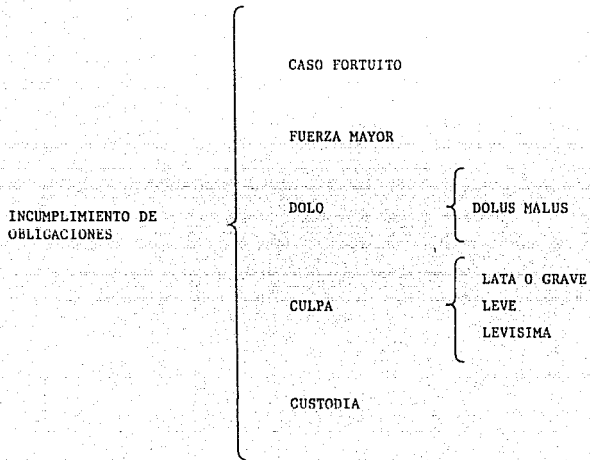 CASO FORTUITO
FUERZA MAYOR
INCUMPLIMIENTO DE
OBLIGACIONES
DOLO
DOLUS MALUS
CULPA
LATA O GRAVE
LEVE
LEVISIMA
CUSTODIA